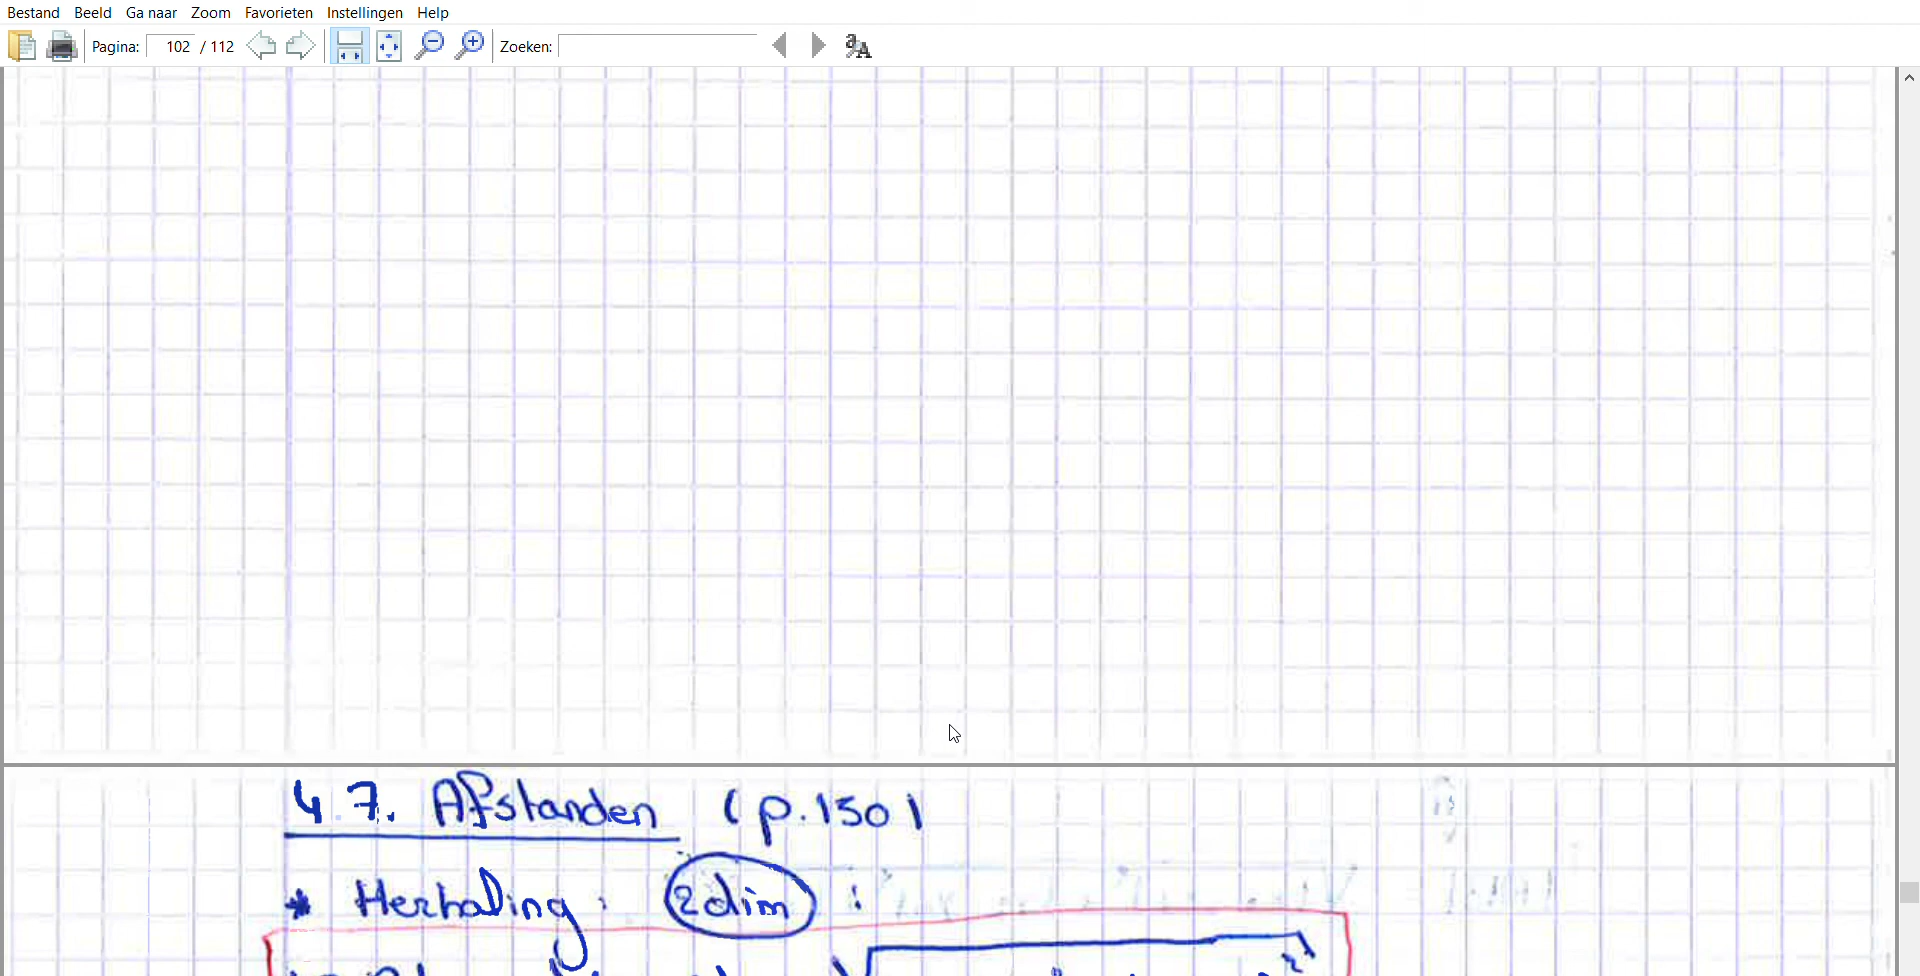 Bestand Beeld Ga naar Zoom Favorieten Instellingen Help
Pagina: 102 / 112 Zoeken:
4.7. Afstanden (p.150)
* Herhaling: 2dim :